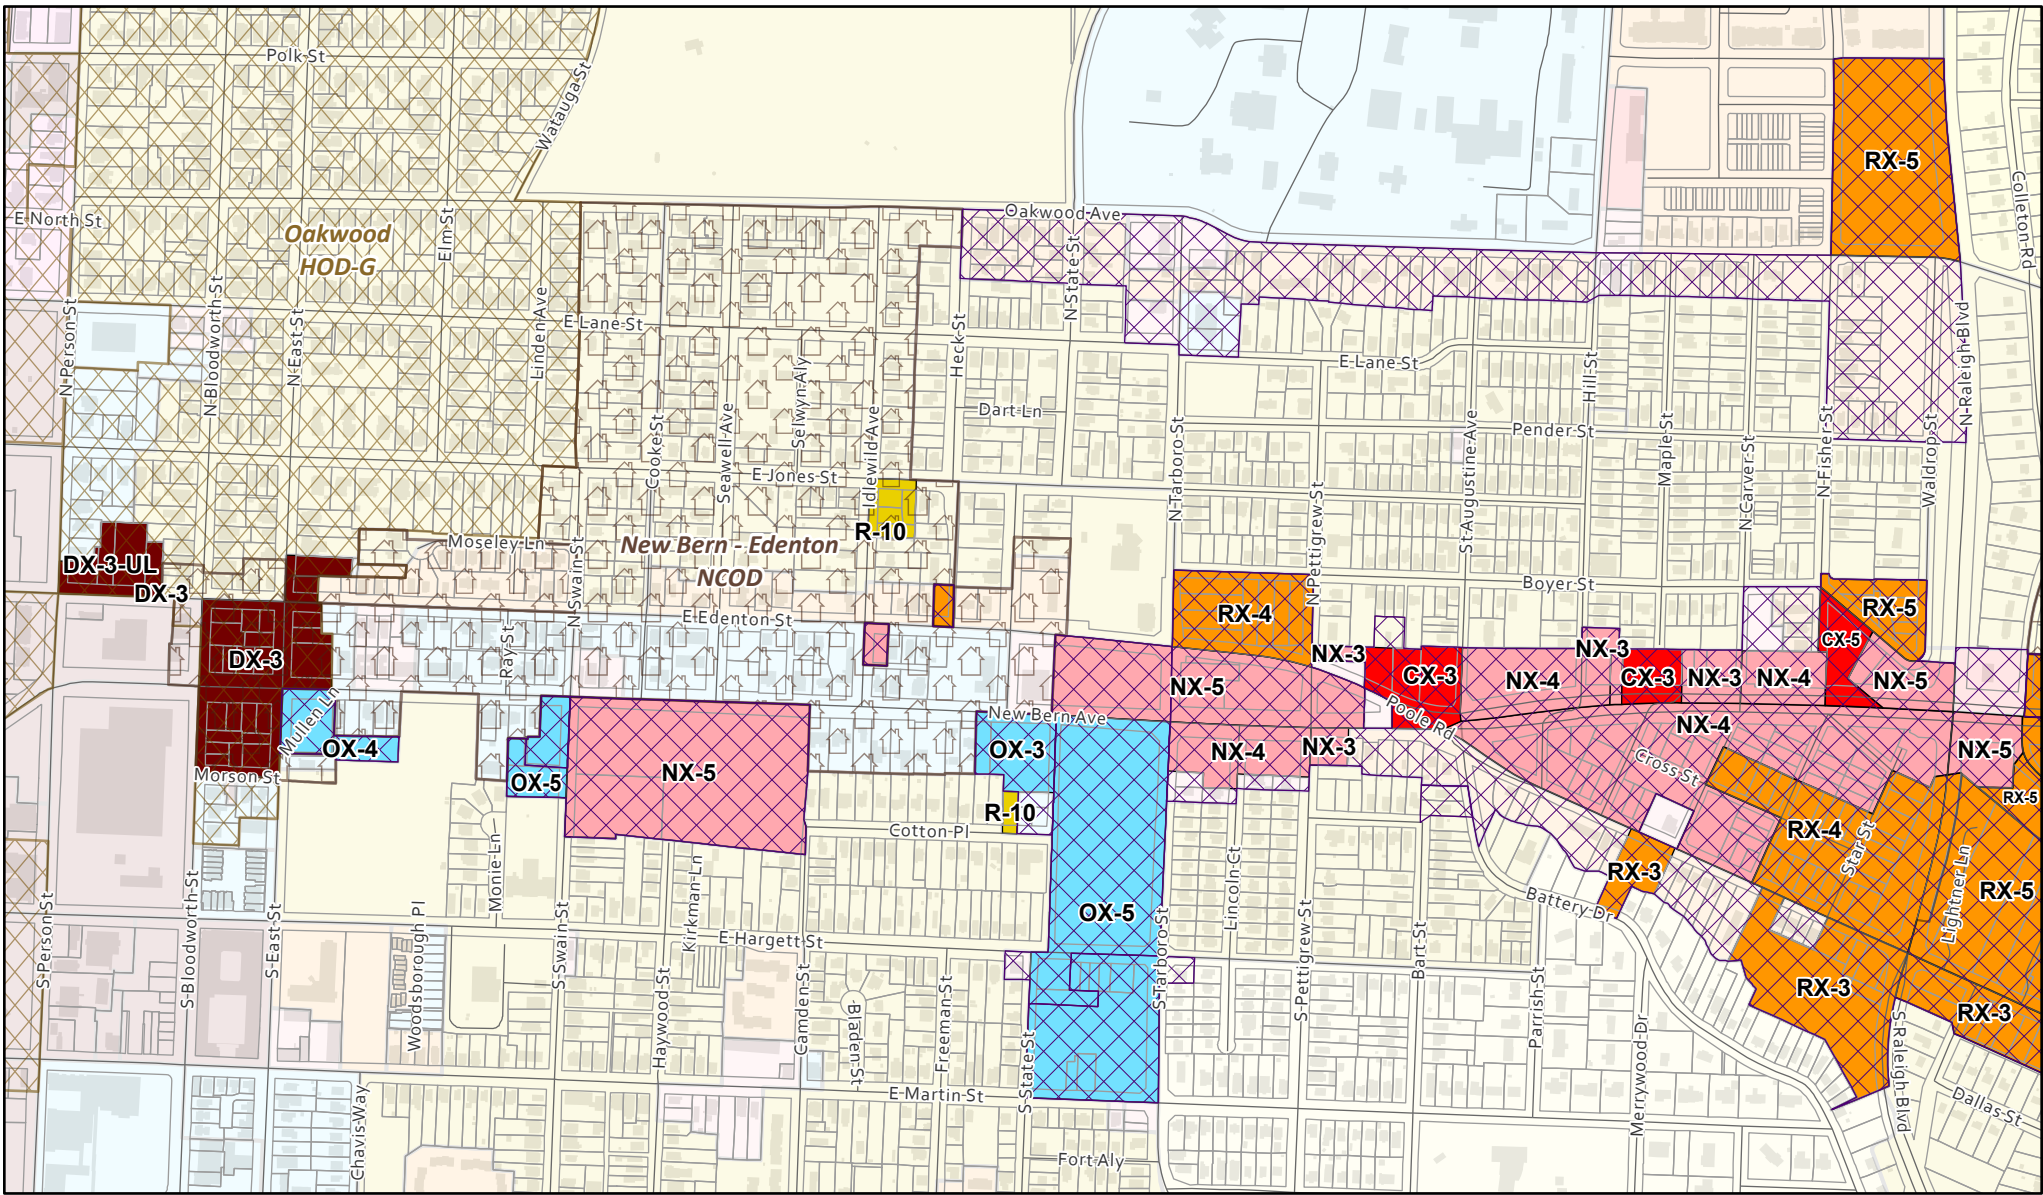 Polk St
Watauga St
RX-5
Colleton Rd
E North St
Oakwood Ave
Oakwood
HOD-G
Elm St
N State St
N Person St
N Bloodworth St
N East St
Linden Ave
E Lane St
Heck St
E Lane St
Hill St
N Raleigh Blvd
Selwyn Aly
Cooke St
Seawell Ave
Idlewild Ave
Dart Ln
N Tarboro St
St Augustine Ave
Pender St
Maple St
N Carver St
N Fisher St
Waldrop St
E Jones St
N Pettigrew St
R-10
Moseley Ln
New Bern - Edenton
NCOD
N Swain St
DX-3-UL
DX-3
Boyer St
E Edenton St
RX-4
RX-5
CX-5
Ray St
DX-3
NX-3
NX-3
CX-3
NX-4
CX-3
NX-3
NX-4
NX-5
NX-5
Mullen Ln
New Bern Ave
Poole Rd
NX-4
OX-4
OX-3
NX-4
NX-3
NX-5
Morson St
OX-5
NX-5
Cross St
RX-5
R-10
Cotton Pl
RX-4
Star St
Monie Ln
Lincoln Ct
RX-3
Lightner Ln
RX-5
S Person St
S Bloodworth St
S East St
Woodsborough Pl
S Swain St
Kirkman Ln
E Hargett St
OX-5
S Tarboro St
S Pettigrew St
Bart St
Battery Dr
Haywood St
Camden St
Bladen St
Freeman St
S State St
Parrish St
Merrywood Dr
RX-3
RX-3
S Raleigh Blvd
Chavis Way
E Martin St
Dallas St
Fort Aly